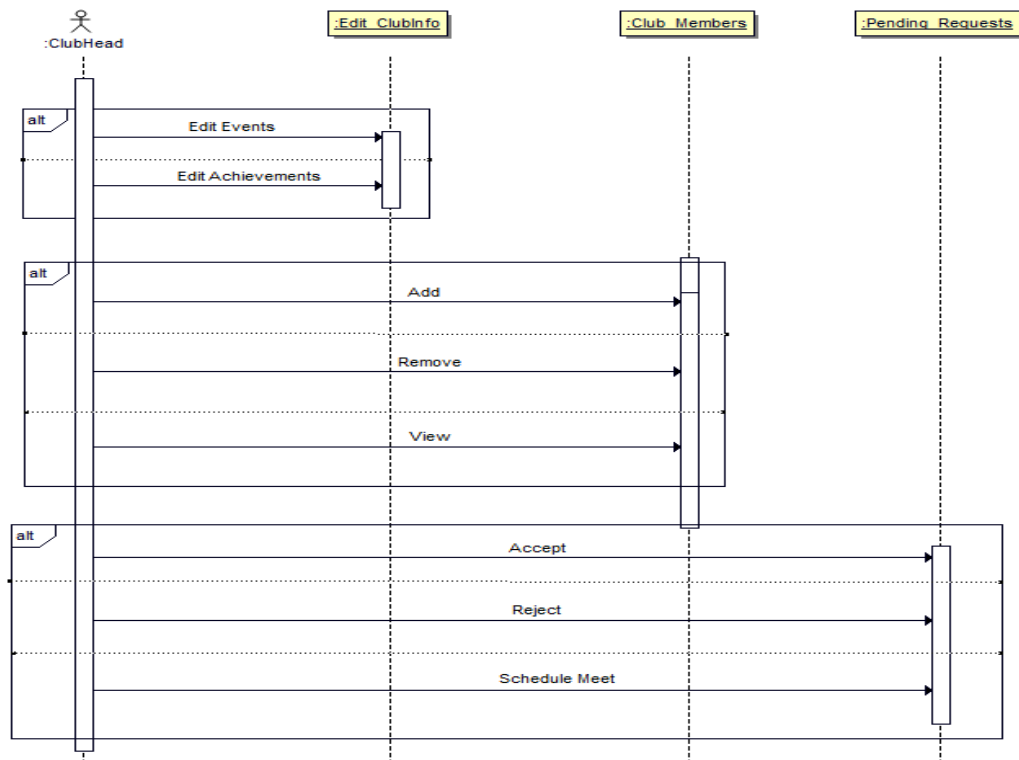 :ClubHead
:Edit_ClubInfo
:Club_Members
:Pending_Requests
alt
Edit Events
Edit Achievements
alt
Add
Remove
View
alt
Accept
Reject
Schedule Meet